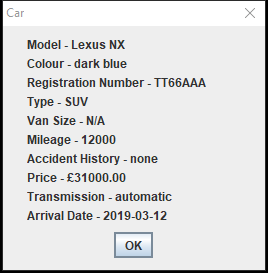 Car
Model - Lexus NX
Colour - dark blue
Registration Number - TT66AAA
Type - SUV
Van Size - N/A
Mileage - 12000
Accident History - none
Price - £31000.00
Transmission - automatic
Arrival Date - 2019-03-12
OK